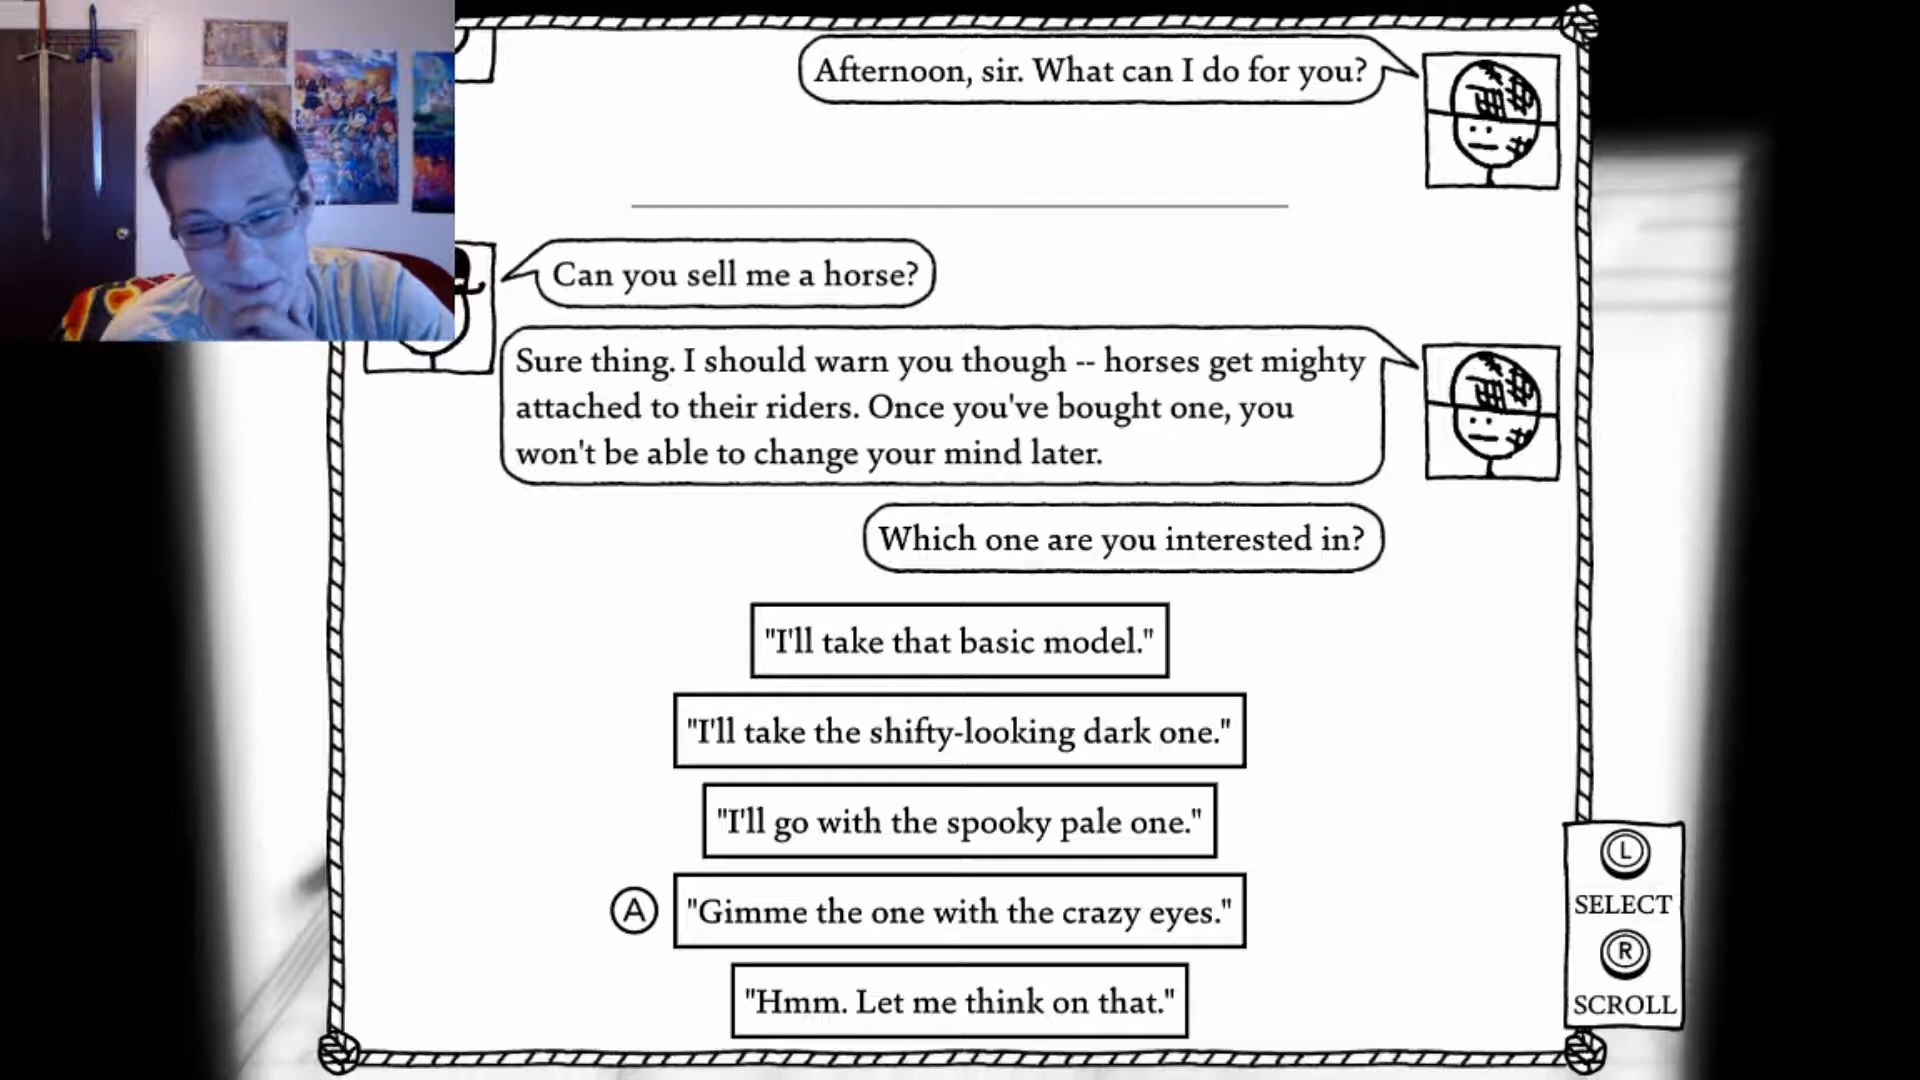 Afternoon, sir. What can I do for you?
Can you sell me a horse?
Sure thing. I should warn you though -- horses get mighty
attached to their riders. Once you've bought one, you
won't be able to change your mind later.
Which one are you interested in?
"I'll take that basic model."
"I'll take the shifty-looking dark one."
"I'll go with the spooky pale one."
A "Gimme the one with the crazy eyes."
"Hmm. Let me think on that."
L
SELECT
R
SCROLL